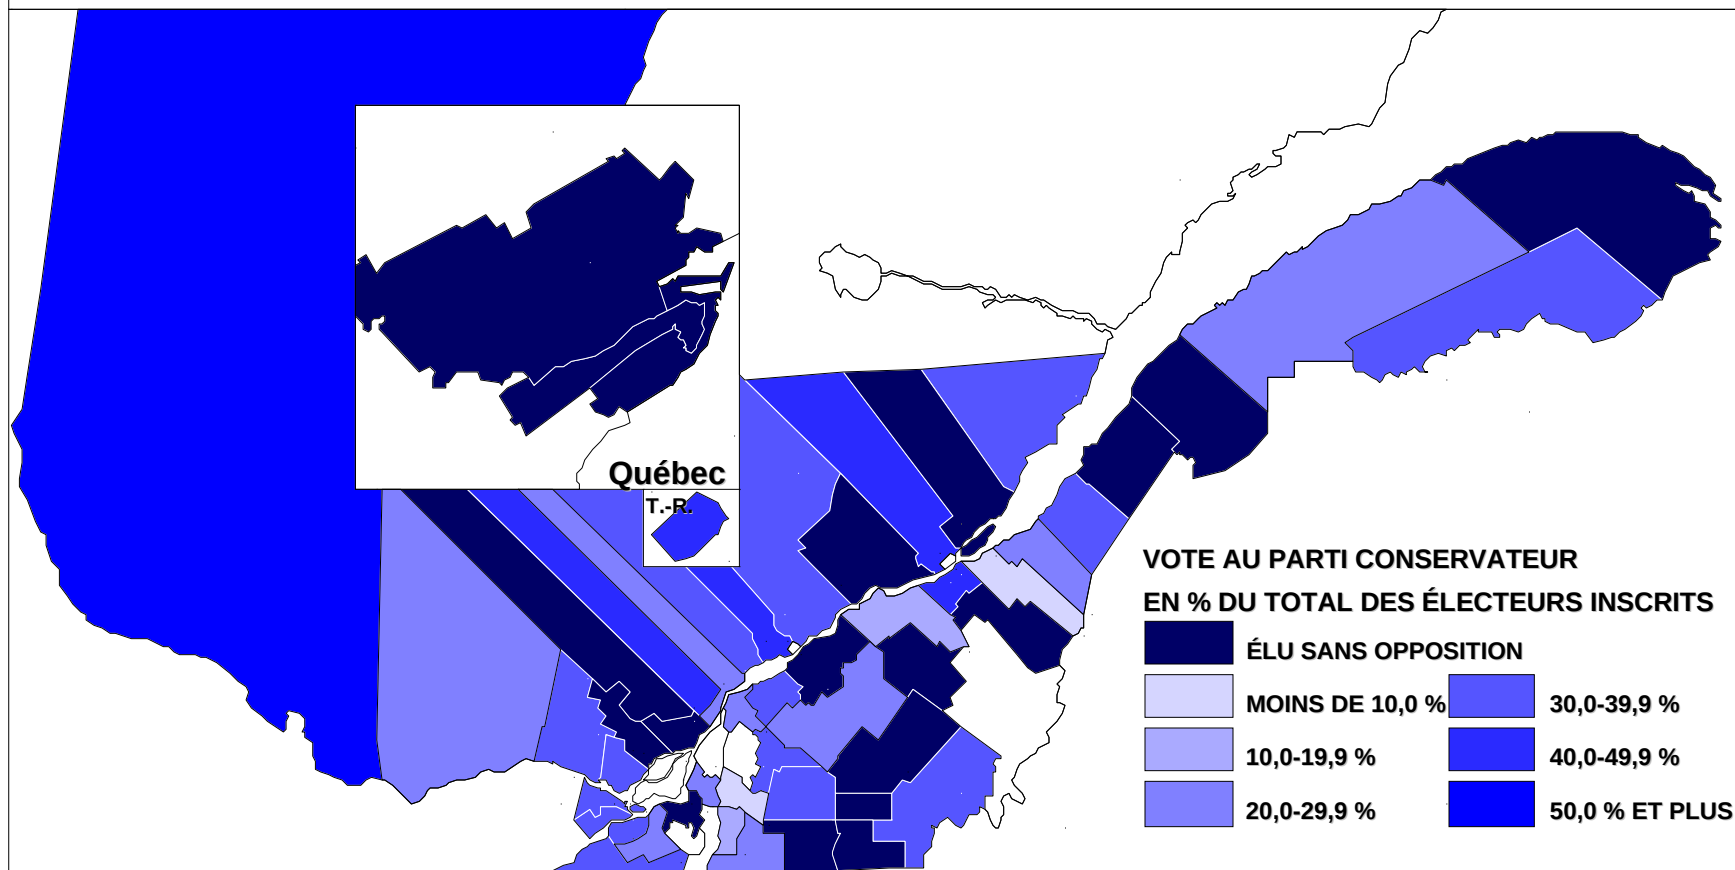 Québec
T.-R.
VOTE AU PARTI CONSERVATEUR
EN % DU TOTAL DES ÉLECTEURS INSCRITS
ÉLU SANS OPPOSITION
MOINS DE 10,0 %
30,0-39,9 %
10,0-19,9 %
40,0-49,9 %
20,0-29,9 %
50,0 % ET PLUS